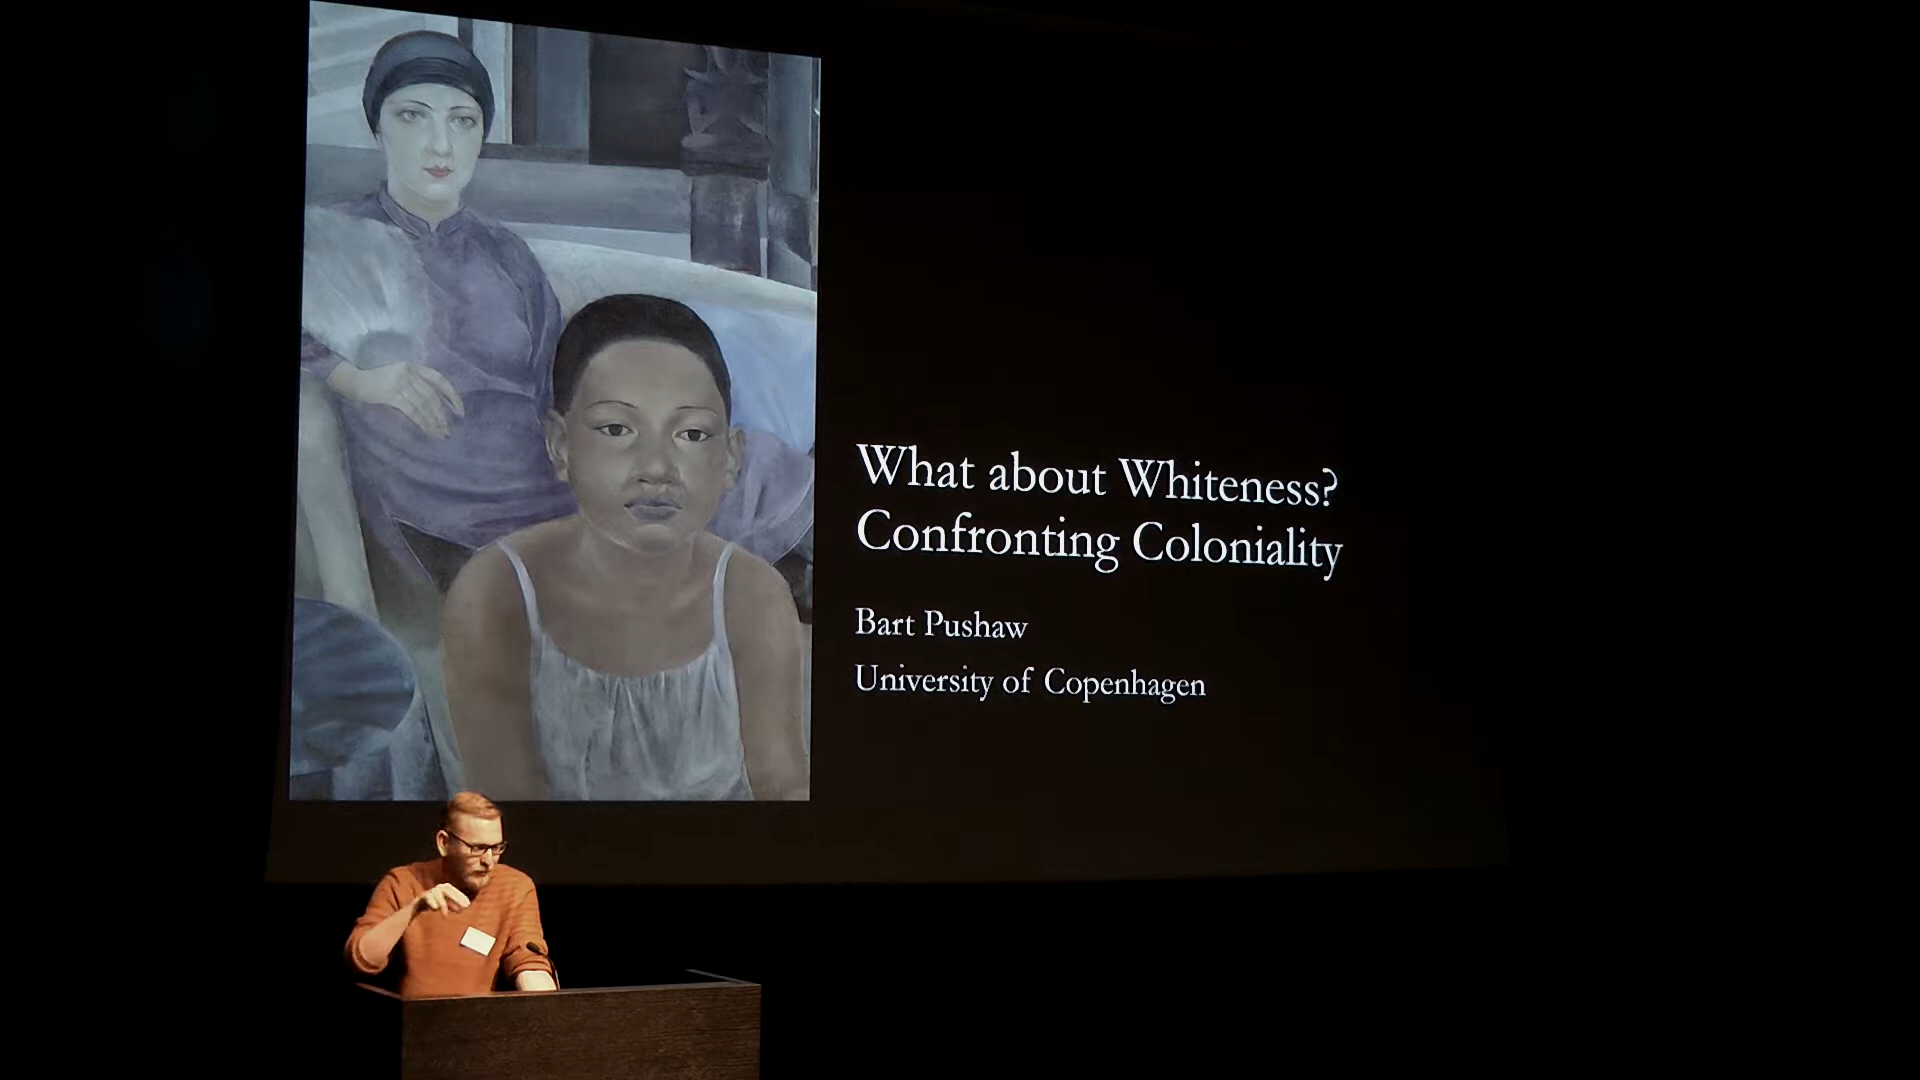 What about Whiteness?
Confronting Coloniality
Bart Pushaw
University of Copenhagen